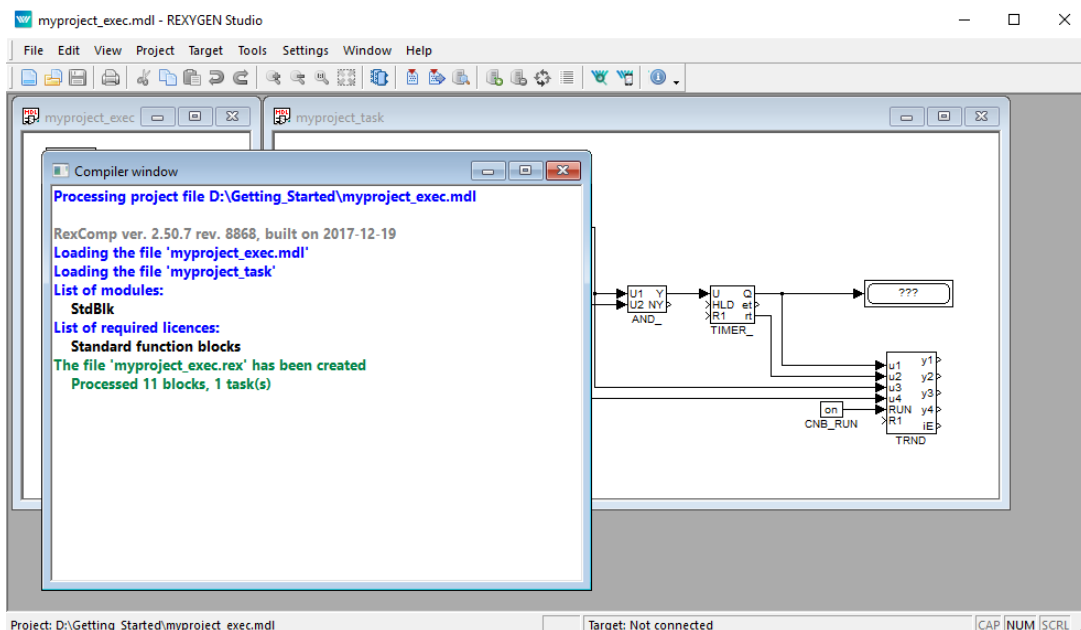 myproject_exec.mdl - REXYGEN Studio
File Edit View Project Target Tools Settings Window Help
myproject_exec
myproject_task
Compiler window
Processing project file D:\Getting_Started\myproject_exec.mdl
RexComp ver. 2.50.7 rev. 8868, built on 2017-12-19
Loading the file 'myproject_exec.mdl'
Loading the file 'myproject_task'
List of modules:
StdBlk
List of required licences:
Standard function blocks
The file 'myproject_exec.rex' has been created
Processed 11 blocks, 1 task(s)
U1 Y
U2 NY
AND_
U Q
HLD et
R1 rt
TIMER_
???
u1 y1
u2 y2
u3 y3
u4 y4
RUN
R1 iE
TRND
on
CNB_RUN
Project: D:\Getting_Started\myproject_exec.mdl
Target: Not connected
CAP NUM SCRL